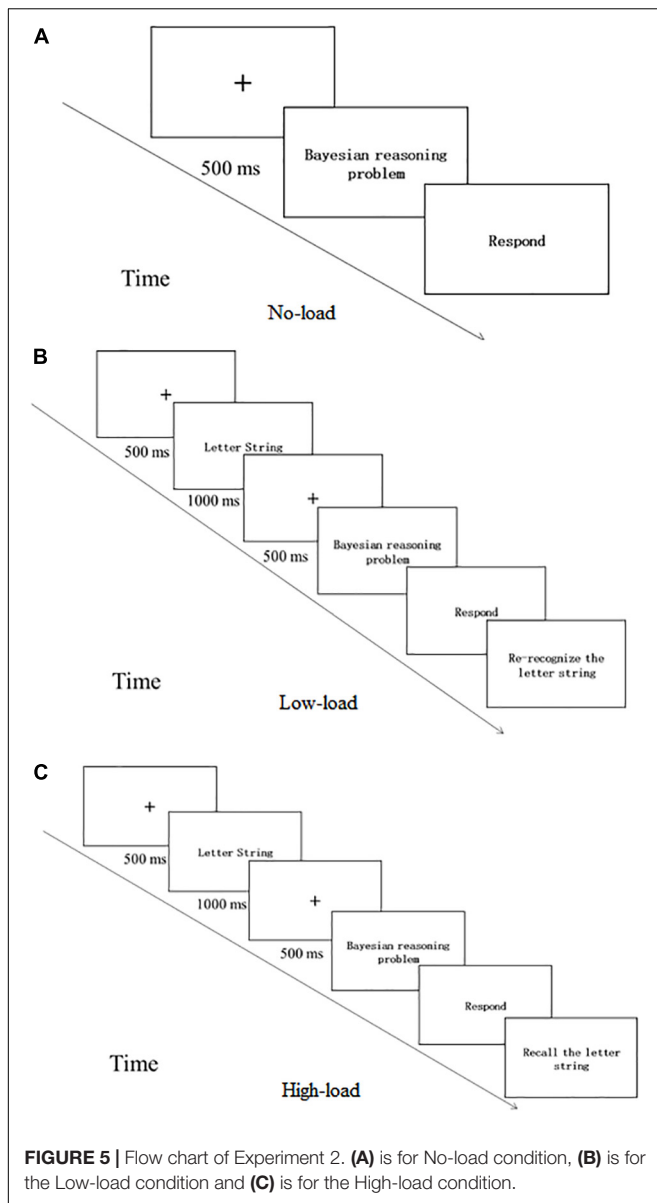 A
+
500 ms
Bayesian reasoning
problem
Respond
Time
No-load
B
+
500 ms
Letter String
1000 ms
+
500 ms
Bayesian reasoning
problem
Respond
Re-recognize the
letter string
Time
Low-load
C
+
500 ms
Letter String
1000 ms
+
500 ms
Bayesian reasoning
problem
Respond
Recall the letter
string
Time
High-load
FIGURE 5 | Flow chart of Experiment 2. (A) is for No-load condition, (B) is for
the Low-load condition and (C) is for the High-load condition.